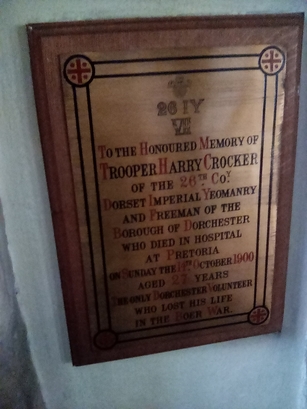 26 IY
VII
TO THE HONOURED MEMORY OF
TROOPER HARRY CROCKER
OF THE 26TH COY
DORSET IMPERIAL YEOMANRY
AND FREEMAN OF THE
BOROUGH OF DORCHESTER
WHO DIED IN HOSPITAL
AT PRETORIA
ON SUNDAY THE OCTOBER 1900
AGED 27 YEARS
THE ONLY DORCHESTER VOLUNTEER
WHO LOST HIS LIFE
IN THE BOER WAR.